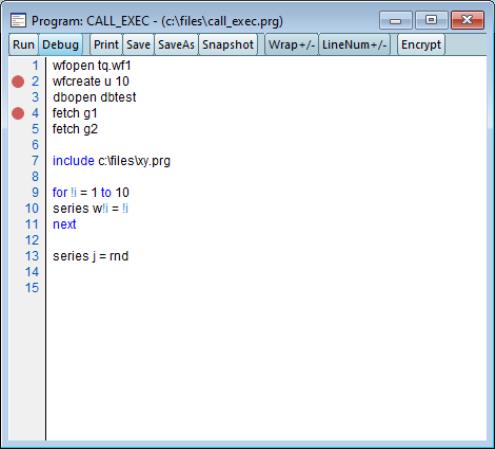 Program: CALL_EXEC - (c:\files\call_exec.prg)
Run Debug Print Save SaveAs Snapshot Wrap+/- LineNum+/- Encrypt
1 wfopen tq.wf1
2 wfcreate u 10
3 dbopen dbtest
4 fetch g1
5 fetch g2
6
7 include c:\files\xy.prg
8
9 for !i = 1 to 10
10 series w!i = !i
11 next
12
13 series j = rnd
14
15